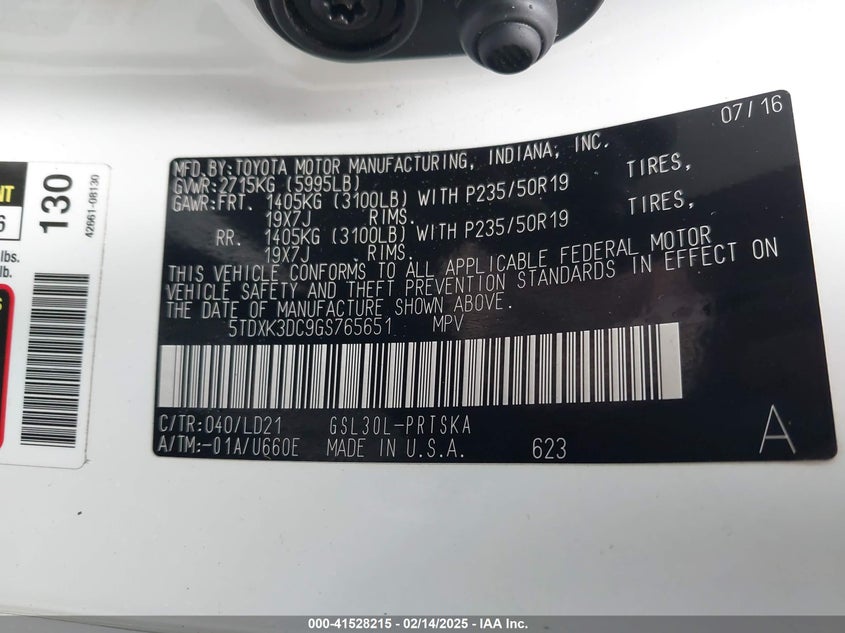 07/16
MFD.BY:TOYOTA MOTOR MANUFACTURING, INDIANA, INC.
GVWR:2715KG (5995LB)
GAWR:FRT. 1405KG (3100LB) WITH P235/50R19 TIRES,
19X7J RIMS.
RR. 1405KG (3100LB) WITH P235/50R19 TIRES,
19X7J RIMS.
THIS VEHICLE CONFORMS TO ALL APPLICABLE FEDERAL MOTOR
VEHICLE SAFETY AND THEFT PREVENTION STANDARDS IN EFFECT ON
THE DATE OF MANUFACTURE SHOWN ABOVE.
5TDXK3DC9GS765651 MPV
C/TR:040/LD21 GSL30L-PRTSKA
A/TM:-01A/U660E MADE IN U.S.A. 623
A
130
42661-08130
6
lbs.
lb.
000-41528215 - 02/14/2025 - IAA Inc.